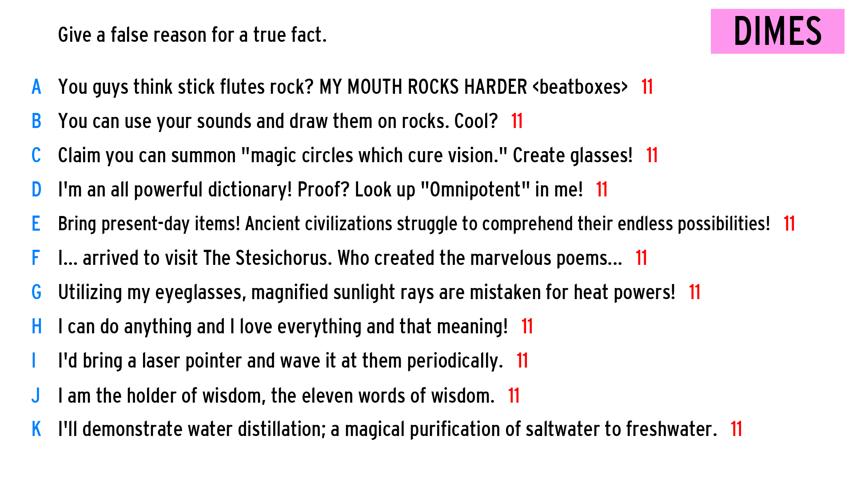 Give a false reason for a true fact.
DIMES
A You guys think stick flutes rock? MY MOUTH ROCKS HARDER <beatboxes> 11
B You can use your sounds and draw them on rocks. Cool? 11
C Claim you can summon "magic circles which cure vision." Create glasses! 11
D I'm an all powerful dictionary! Proof? Look up "Omnipotent" in me! 11
E Bring present-day items! Ancient civilizations struggle to comprehend their endless possibilities! 11
F I... arrived to visit The Stesichorus. Who created the marvelous poems... 11
G Utilizing my eyeglasses, magnified sunlight rays are mistaken for heat powers! 11
H I can do anything and I love everything and that meaning! 11
I I'd bring a laser pointer and wave it at them periodically. 11
J I am the holder of wisdom, the eleven words of wisdom. 11
K I'll demonstrate water distillation; a magical purification of saltwater to freshwater. 11